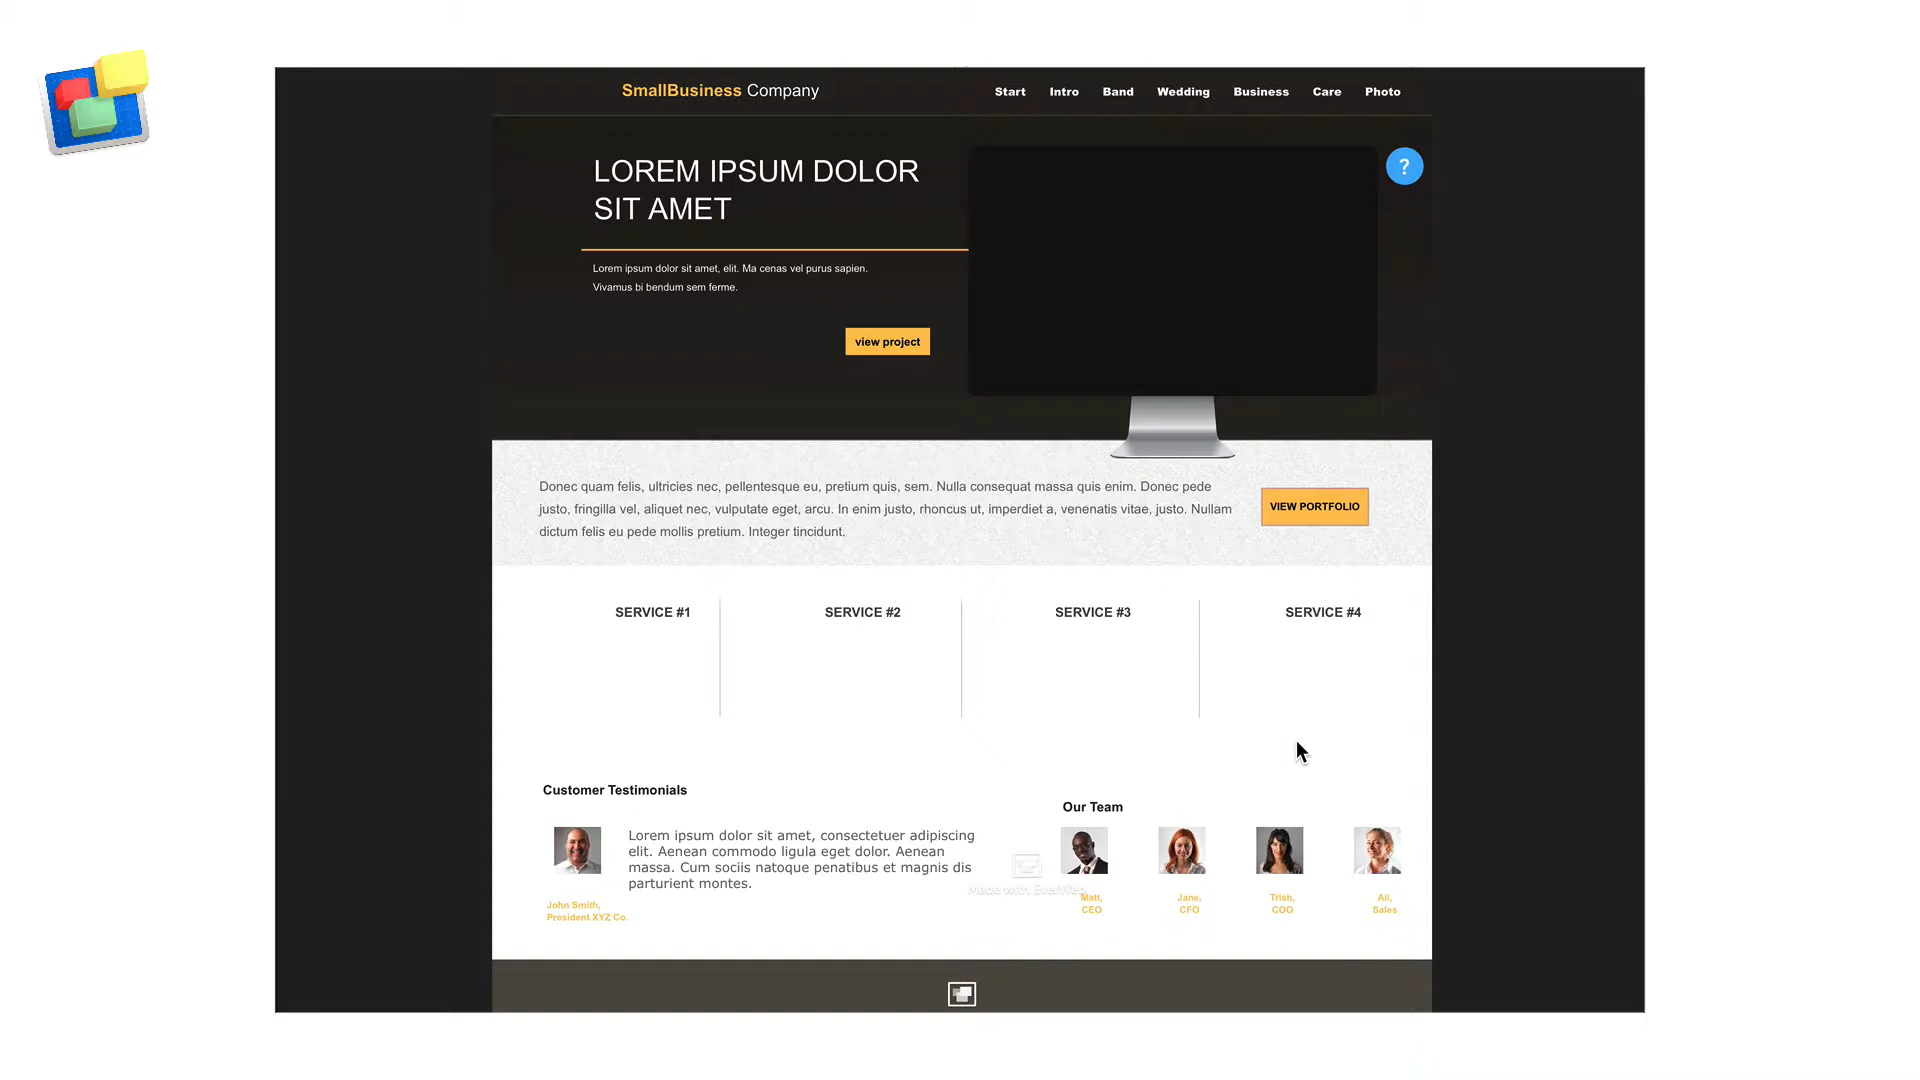 SmallBusiness Company
Start Intro Band Wedding Business Care Photo
LOREM IPSUM DOLOR
SIT AMET
?
Lorem ipsum dolor sit amet, elit. Ma cenas vel purus sapien.
Vivamus bi bendum sem ferme.
view project
Donec quam felis, ultricies nec, pellentesque eu, pretium quis, sem. Nulla consequat massa quis enim. Donec pede
justo, fringilla vel, aliquet nec, vulputate eget, arcu. In enim justo, rhoncus ut, imperdiet a, venenatis vitae, justo. Nullam
dictum felis eu pede mollis pretium. Integer tincidunt.
VIEW PORTFOLIO
SERVICE #1
SERVICE #2
SERVICE #3
SERVICE #4
Customer Testimonials
Lorem ipsum dolor sit amet, consectetuer adipiscing
elit. Aenean commodo ligula eget dolor. Aenean
massa. Cum sociis natoque penatibus et magnis dis
parturient montes.
John Smith,
President XYZ Co.
Our Team
Made with EverWeb
Matt,
CEO
Jane,
CFO
Trish,
COO
Ali,
Sales